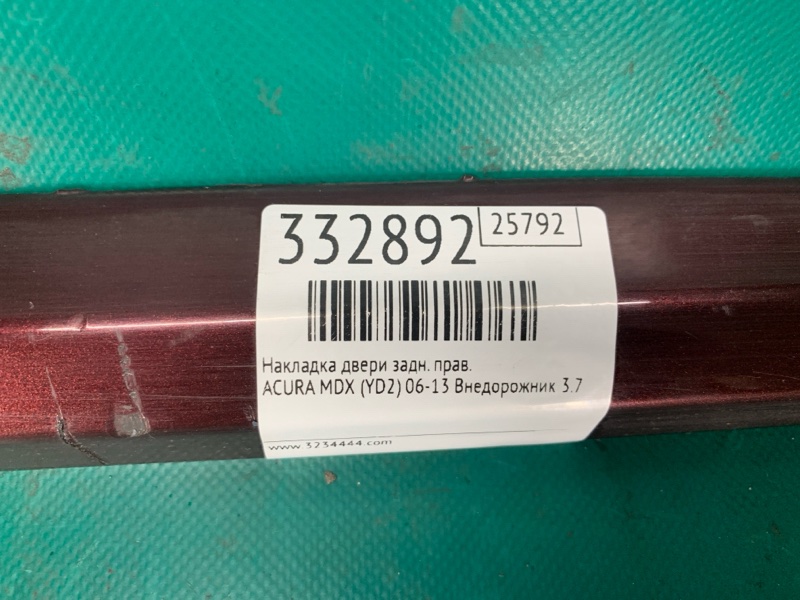 332892
25792
Накладка двери задн. прав.
ACURA MDX (YD2) 06-13 Внедорожник 3.7
www.3234444.com